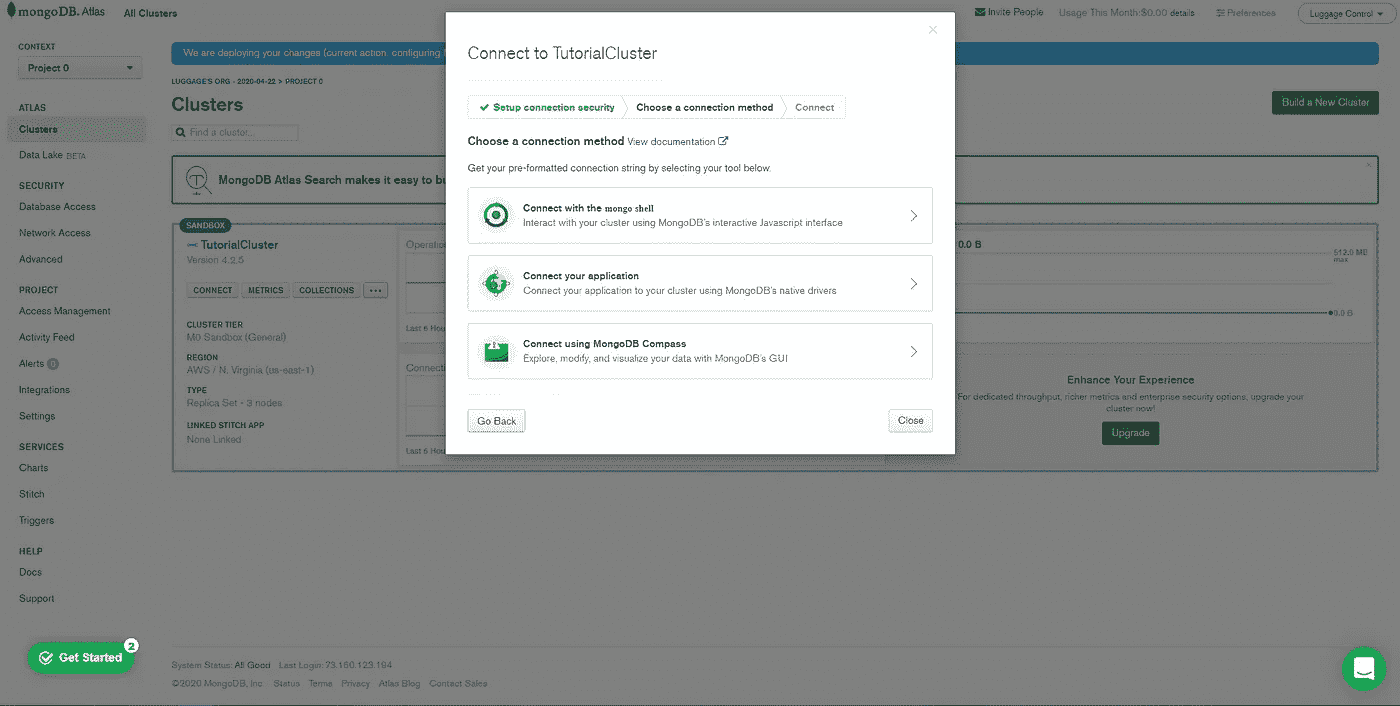 mongoDB. Atlas
All Clusters
Invite People
Usage This Month:$0.00 details
Preferences
Luggage Control
CONTEXT
Project 0
We are deploying your changes (current action: configuring
LUGGAGE'S ORG - 2020-04-22 > PROJECT 0
Clusters
Build a New Cluster
Find a cluster...
ATLAS
Clusters
Data Lake BETA
SECURITY
Database Access
Network Access
Advanced
PROJECT
Access Management
Activity Feed
Alerts 0
Integrations
Settings
SERVICES
Charts
Stitch
Triggers
HELP
Docs
Support
Get Started
2
MongoDB Atlas Search makes it easy to bu
SANDBOX
TutorialCluster
Version 4.2.5
CONNECT
METRICS
COLLECTIONS
...
CLUSTER TIER
M0 Sandbox (General)
REGION
AWS / N. Virginia (us-east-1)
TYPE
Replica Set - 3 nodes
LINKED STITCH APP
None Linked
Operation
Last 6 Hou
Connecti
Last 6 H
Connect to TutorialCluster
Setup connection security
Choose a connection method
Connect
Choose a connection method View documentation
Get your pre-formatted connection string by selecting your tool below.
Connect with the mongo shell
Interact with your cluster using MongoDB's interactive Javascript interface
Connect your application
Connect your application to your cluster using MongoDB's native drivers
Connect using MongoDB Compass
Explore, modify, and visualize your data with MongoDB's GUI
Go Back
Close
0.0 B
512.0 MB
max
0.0 B
Enhance Your Experience
For dedicated throughput, richer metrics and enterprise security options, upgrade your
cluster now!
Upgrade
System Status: All Good Last Login: 73.160.123.194
©2020 MongoDB, Inc. Status Terms Privacy Atlas Blog Contact Sales